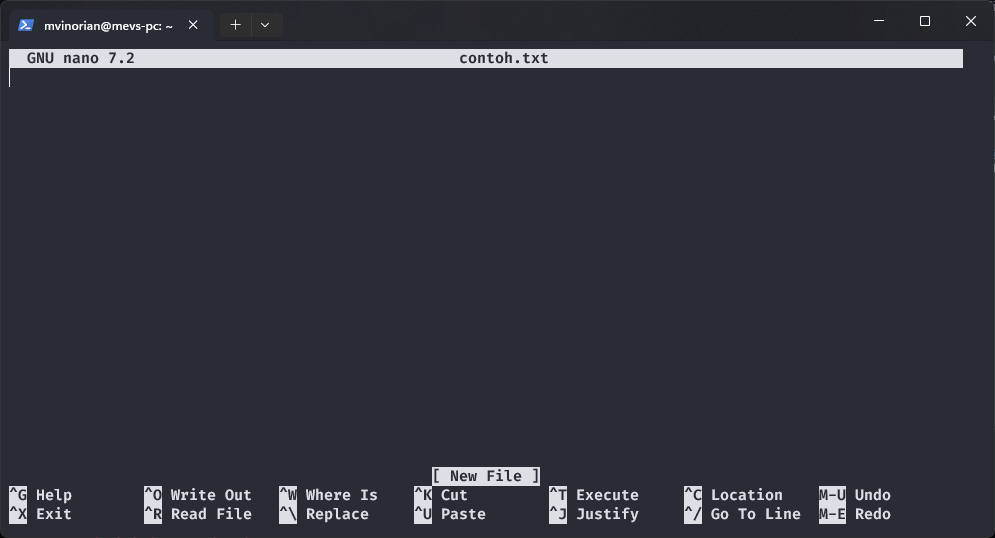 mvinorian@mevs-pc: ~
GNU nano 7.2 contoh.txt
[ New File ]
^G Help ^O Write Out ^W Where Is ^K Cut ^T Execute ^C Location M-U Undo
^X Exit ^R Read File ^\ Replace ^U Paste ^J Justify ^/ Go To Line M-E Redo